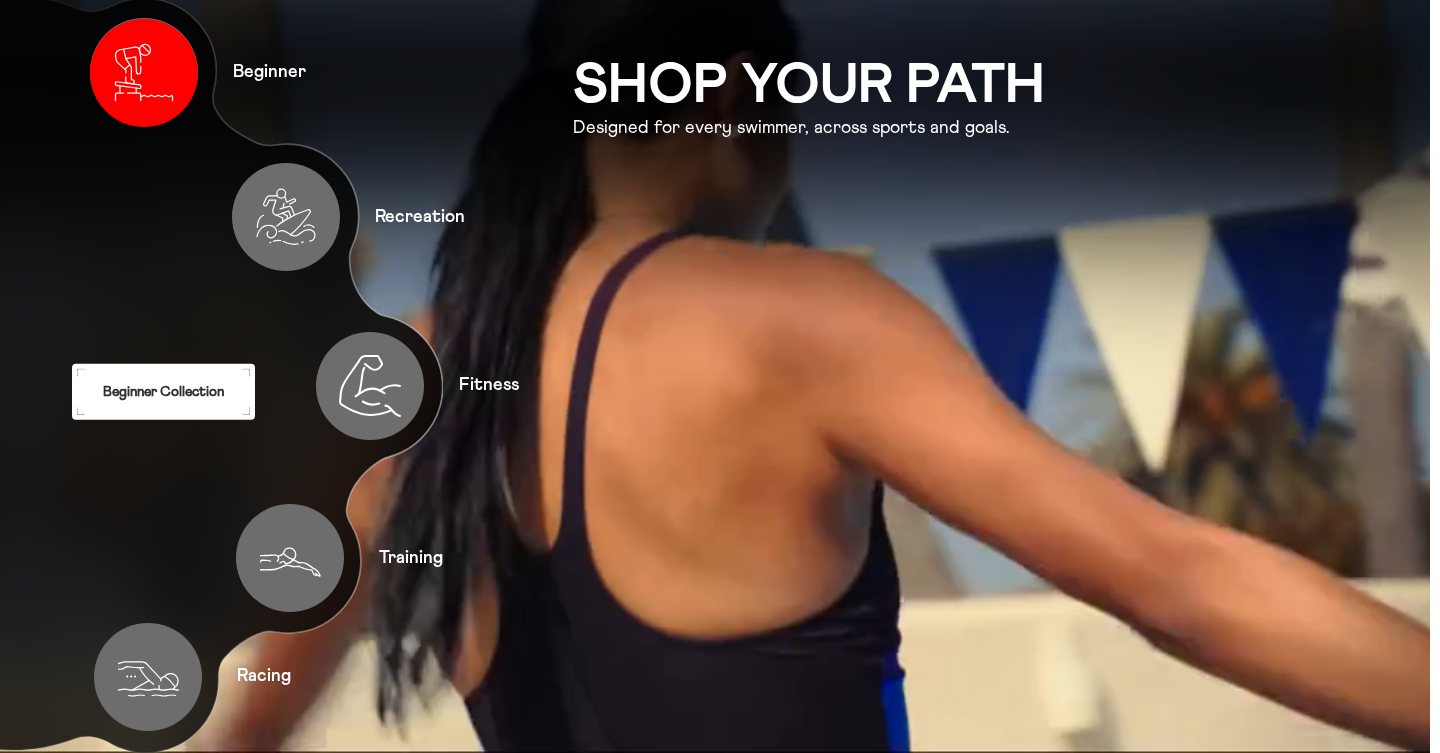 SHOP YOUR PATH
Designed for every swimmer, across sports and goals.
Beginner
Recreation
Fitness
Beginner Collection
Training
Racing